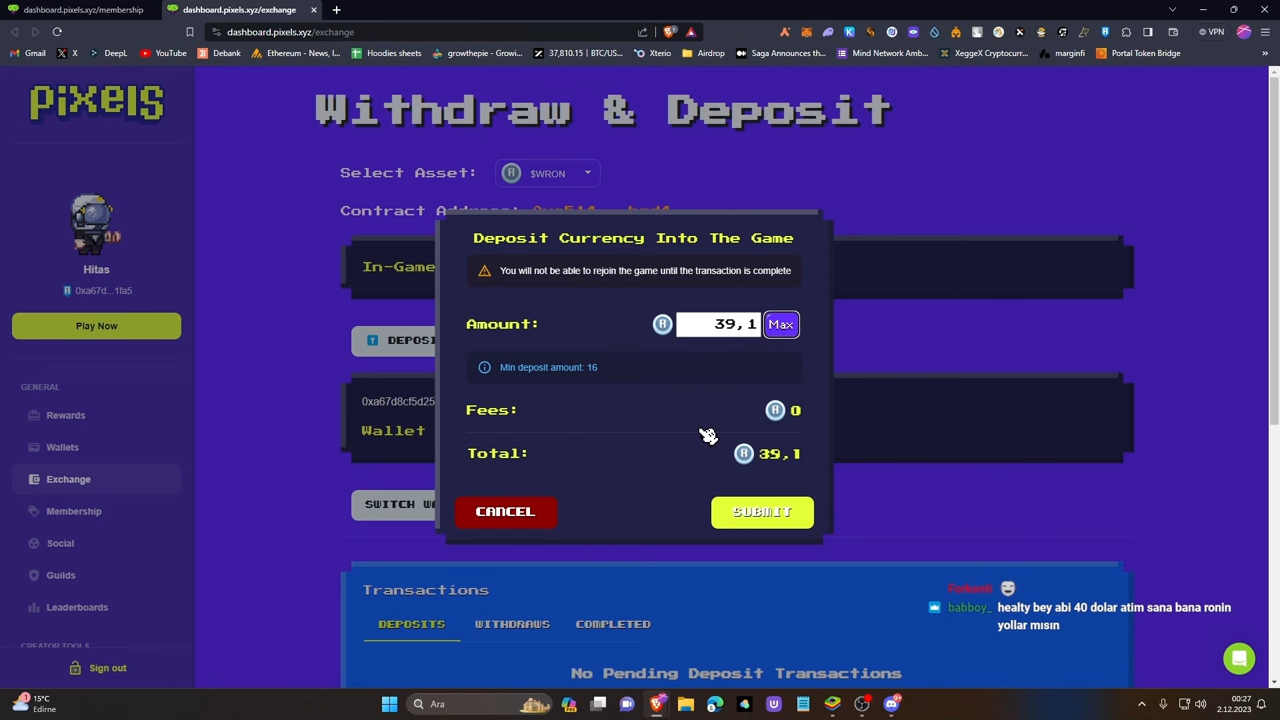 dashboard.pixels.xyz/membership
dashboard.pixels.xyz/exchange
dashboard.pixels.xyz/exchange
VPN
Gmail
X
DeepL
YouTube
Debank
Ethereum - News, I...
Hoodies sheets
growthepie - Growi...
37,810.15 | BTC/US...
Xterio
Airdrop
Saga Announces th...
Mind Network Amb...
XeggeX Cryptocurr...
marginfi
Portal Token Bridge
pixels
Withdraw & Deposit
Select Asset:
$WRON
Contract Address:
Hitas
0xa67d...1fa5
Play Now
GENERAL
Rewards
Wallets
Exchange
Membership
Social
Guilds
Leaderboards
CREATOR TOOLS
Sign out
In-Game
DEPOSI
0xa67d8cf5d25
Wallet
SWITCH WA
Deposit Currency Into The Game
You will not be able to rejoin the game until the transaction is complete
Amount:
39,1
Max
Min deposit amount: 16
Fees:
0
Total:
39,1
CANCEL
SUBMIT
Transactions
DEPOSITS
WITHDRAWS
COMPLETED
No Pending Deposit Transactions
babboy_ healty bey abi 40 dolar atim sana bana ronin
yollar mısın
15°C
Edirne
Ara
00:27
2.12.2023